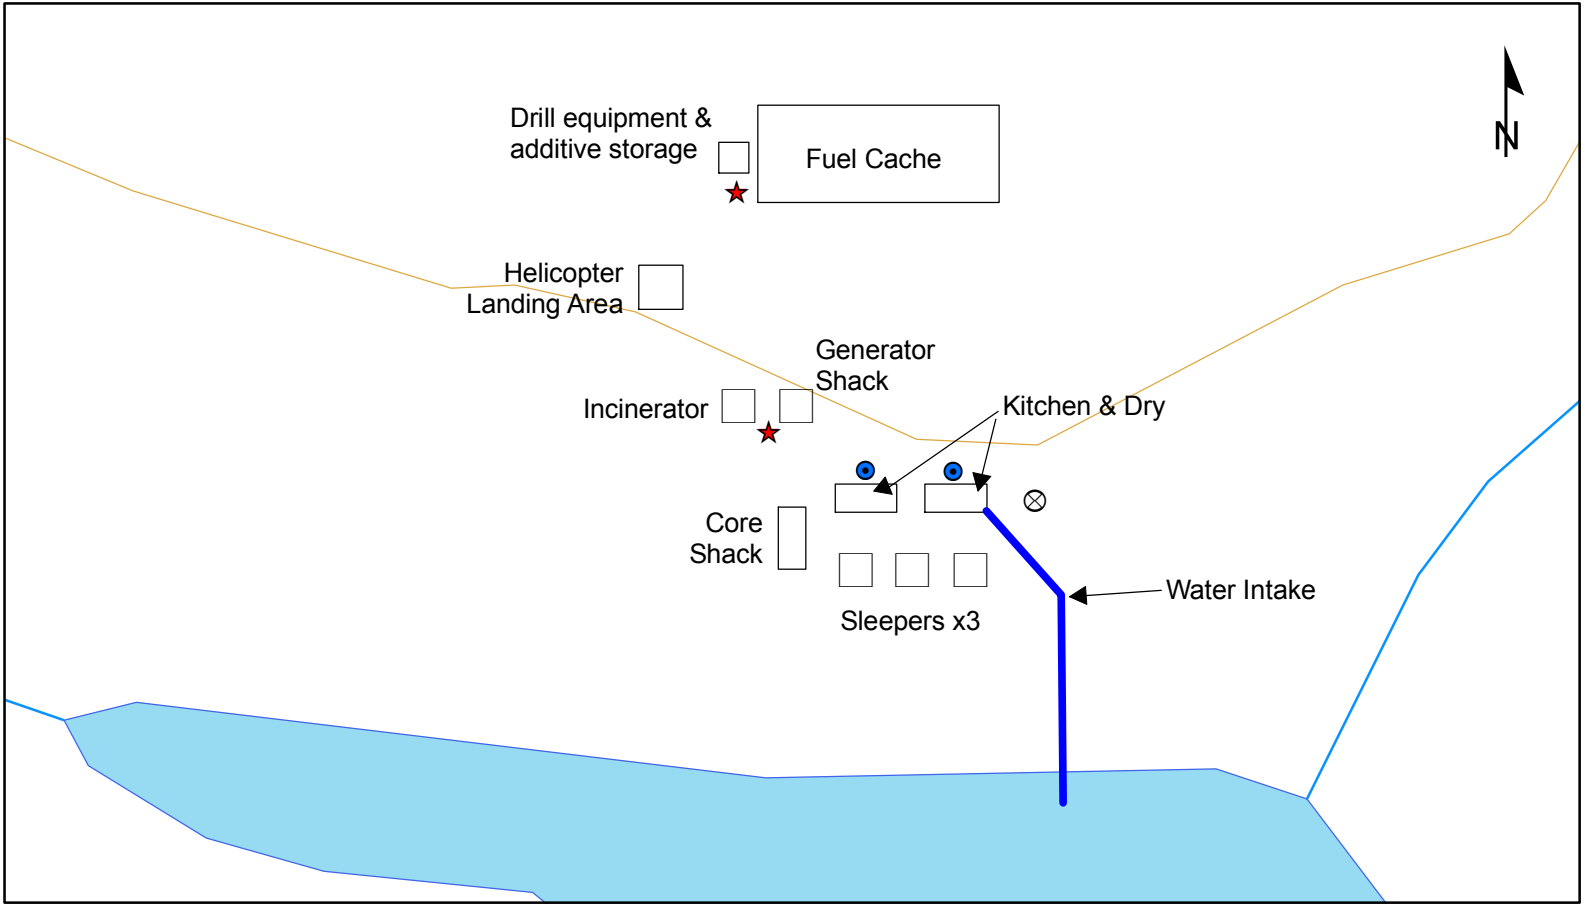 Drill equipment &
additive storage
Fuel Cache
N
Helicopter
Landing Area
Generator
Shack
Incinerator
Kitchen & Dry
Core
Shack
Water Intake
Sleepers x3